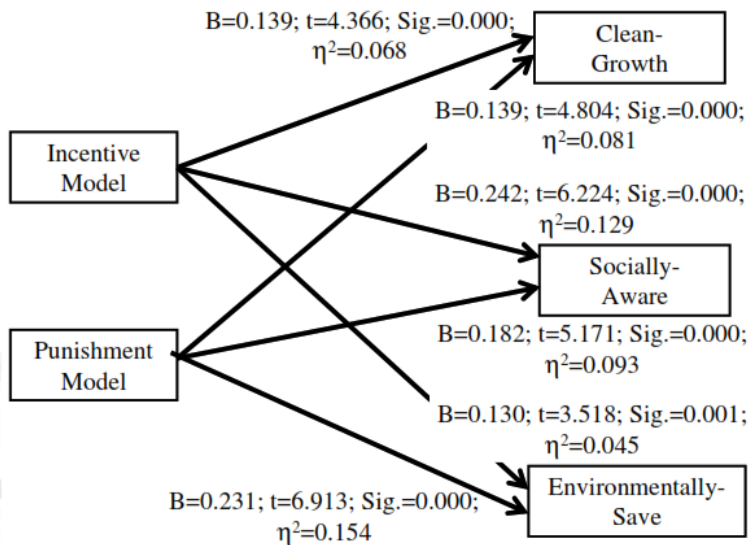 B=0.139; t=4.366; Sig.=0.000;
η²=0.068
Clean-
Growth
B=0.139; t=4.804; Sig.=0.000;
η²=0.081
Incentive
Model
B=0.242; t=6.224; Sig.=0.000;
η²=0.129
Socially-
Aware
Punishment
Model
B=0.182; t=5.171; Sig.=0.000;
η²=0.093
B=0.130; t=3.518; Sig.=0.001;
η²=0.045
Environmentally-
Save
B=0.231; t=6.913; Sig.=0.000;
η²=0.154